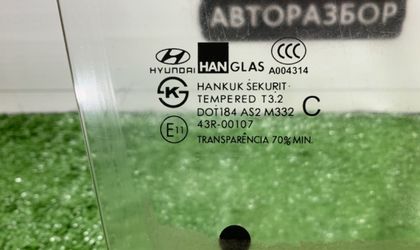 АВТОРАЗБОР
HYUNDAI HANGLAS CCC A004314
HANKUK SEKURIT
TEMPERED T3.2
DOT184 AS2 M332 C
E11 43R-00107
TRANSPARÊNCIA 70% MIN.